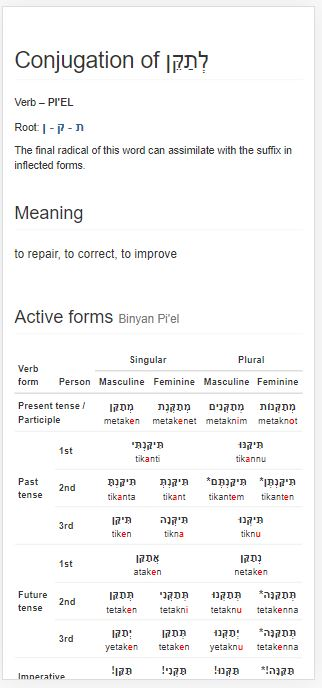 Conjugation of לְתַקֵּן
Verb – PI'EL
Root: ת - ק - ן
The final radical of this word can assimilate with the suffix in
inflected forms.
Meaning
to repair, to correct, to improve
Active forms Binyan Pi'el
Verb form Person Singular Plural
Masculine Feminine Masculine Feminine
Present tense / Participle מְתַקֵּן מְתַקֶּנֶת מְתַקְּנִים מְתַקְּנוֹת
metaken metakenet metaknim metaknot
Past tense
1st תִּיקַּנְתִּי תִּיקַּנּוּ
tikanti tikannu
2nd תִּיקַּנְתָּ תִּיקַּנְתְּ תִּיקַּנְתֶּם* תִּיקַּנְתֶּן*
tikanta tikant tikantem tikanten
3rd תִּיקֵּן תִּיקְּנָה תִּיקְּנוּ
tiken tikna tiknu
Future tense
1st אֲתַקֵּן נְתַקֵּן
ataken netaken
2nd תְּתַקֵּן תְּתַקְּנִי תְּתַקְּנוּ תְּתַקֵּנָּה*
tetaken tetakni tetaknu tetakenna
3rd יְתַקֵּן תְּתַקֵּן יְתַקְּנוּ תְּתַקֵּנָּה*
yetaken tetaken yetaknu tetakenna
Imperative תַּקֵּן! תַּקְּנִי! תַּקְּנוּ! תַּקֵּנָּה!*